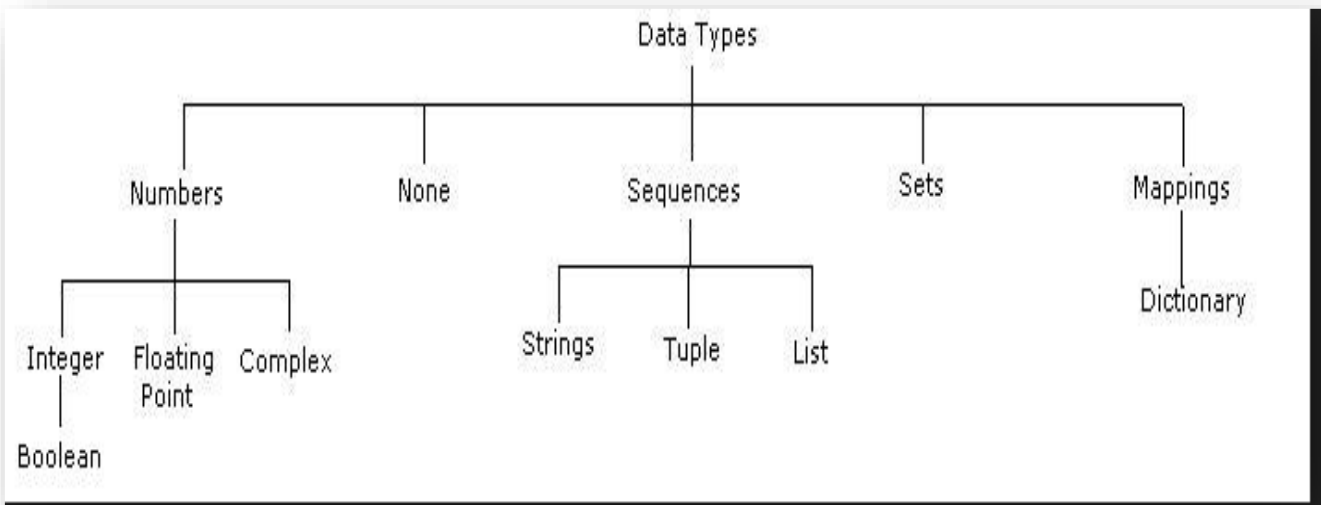 Data Types
Numbers
None
Sequences
Sets
Mappings
Integer
Floating
Point
Complex
Strings
Tuple
List
Dictionary
Boolean